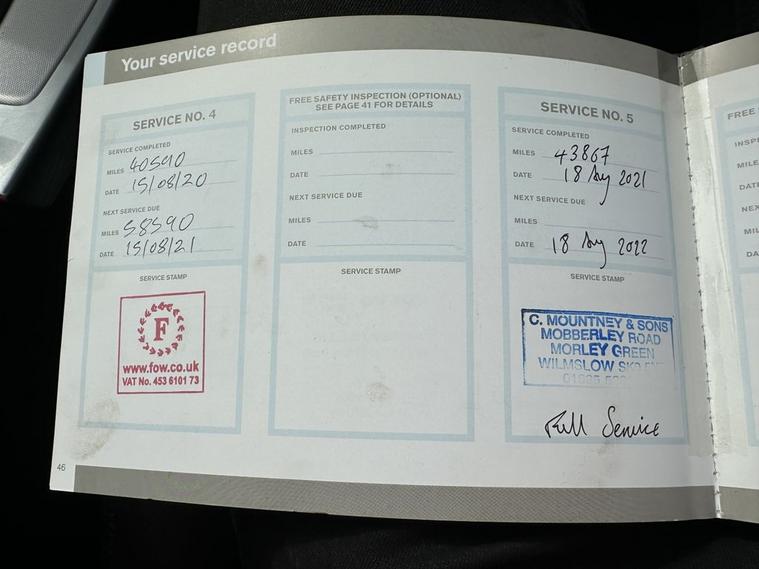 Your service record
SERVICE NO. 4
SERVICE COMPLETED
MILES 40590
DATE 15/08/20
NEXT SERVICE DUE
MILES 58590
DATE 15/08/21
SERVICE STAMP
F
www.fow.co.uk
VAT No. 453 6101 73
FREE SAFETY INSPECTION (OPTIONAL)
SEE PAGE 41 FOR DETAILS
INSPECTION COMPLETED
MILES
DATE
NEXT SERVICE DUE
MILES
DATE
SERVICE STAMP
SERVICE NO. 5
SERVICE COMPLETED
MILES 43867
DATE 18 Aug 2021
NEXT SERVICE DUE
MILES
DATE 18 Aug 2022
SERVICE STAMP
C. MOUNTNEY & SONS
MOBBERLEY ROAD
MORLEY GREEN
WILMSLOW
Full Service
FREE
46